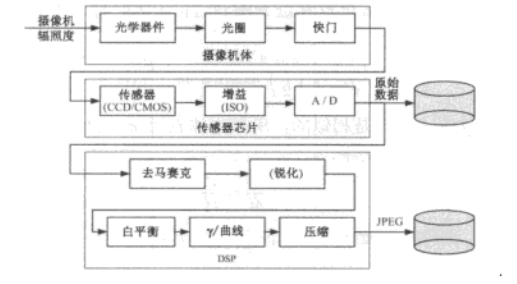 摄像机
辐照度
光学器件
光圈
快门
摄像机体
传感器
(CCD/CMOS)
增益
(ISO)
A / D
原始
数据
传感器芯片
去马赛克
(锐化)
白平衡
γ/曲线
压缩
JPEG
DSP